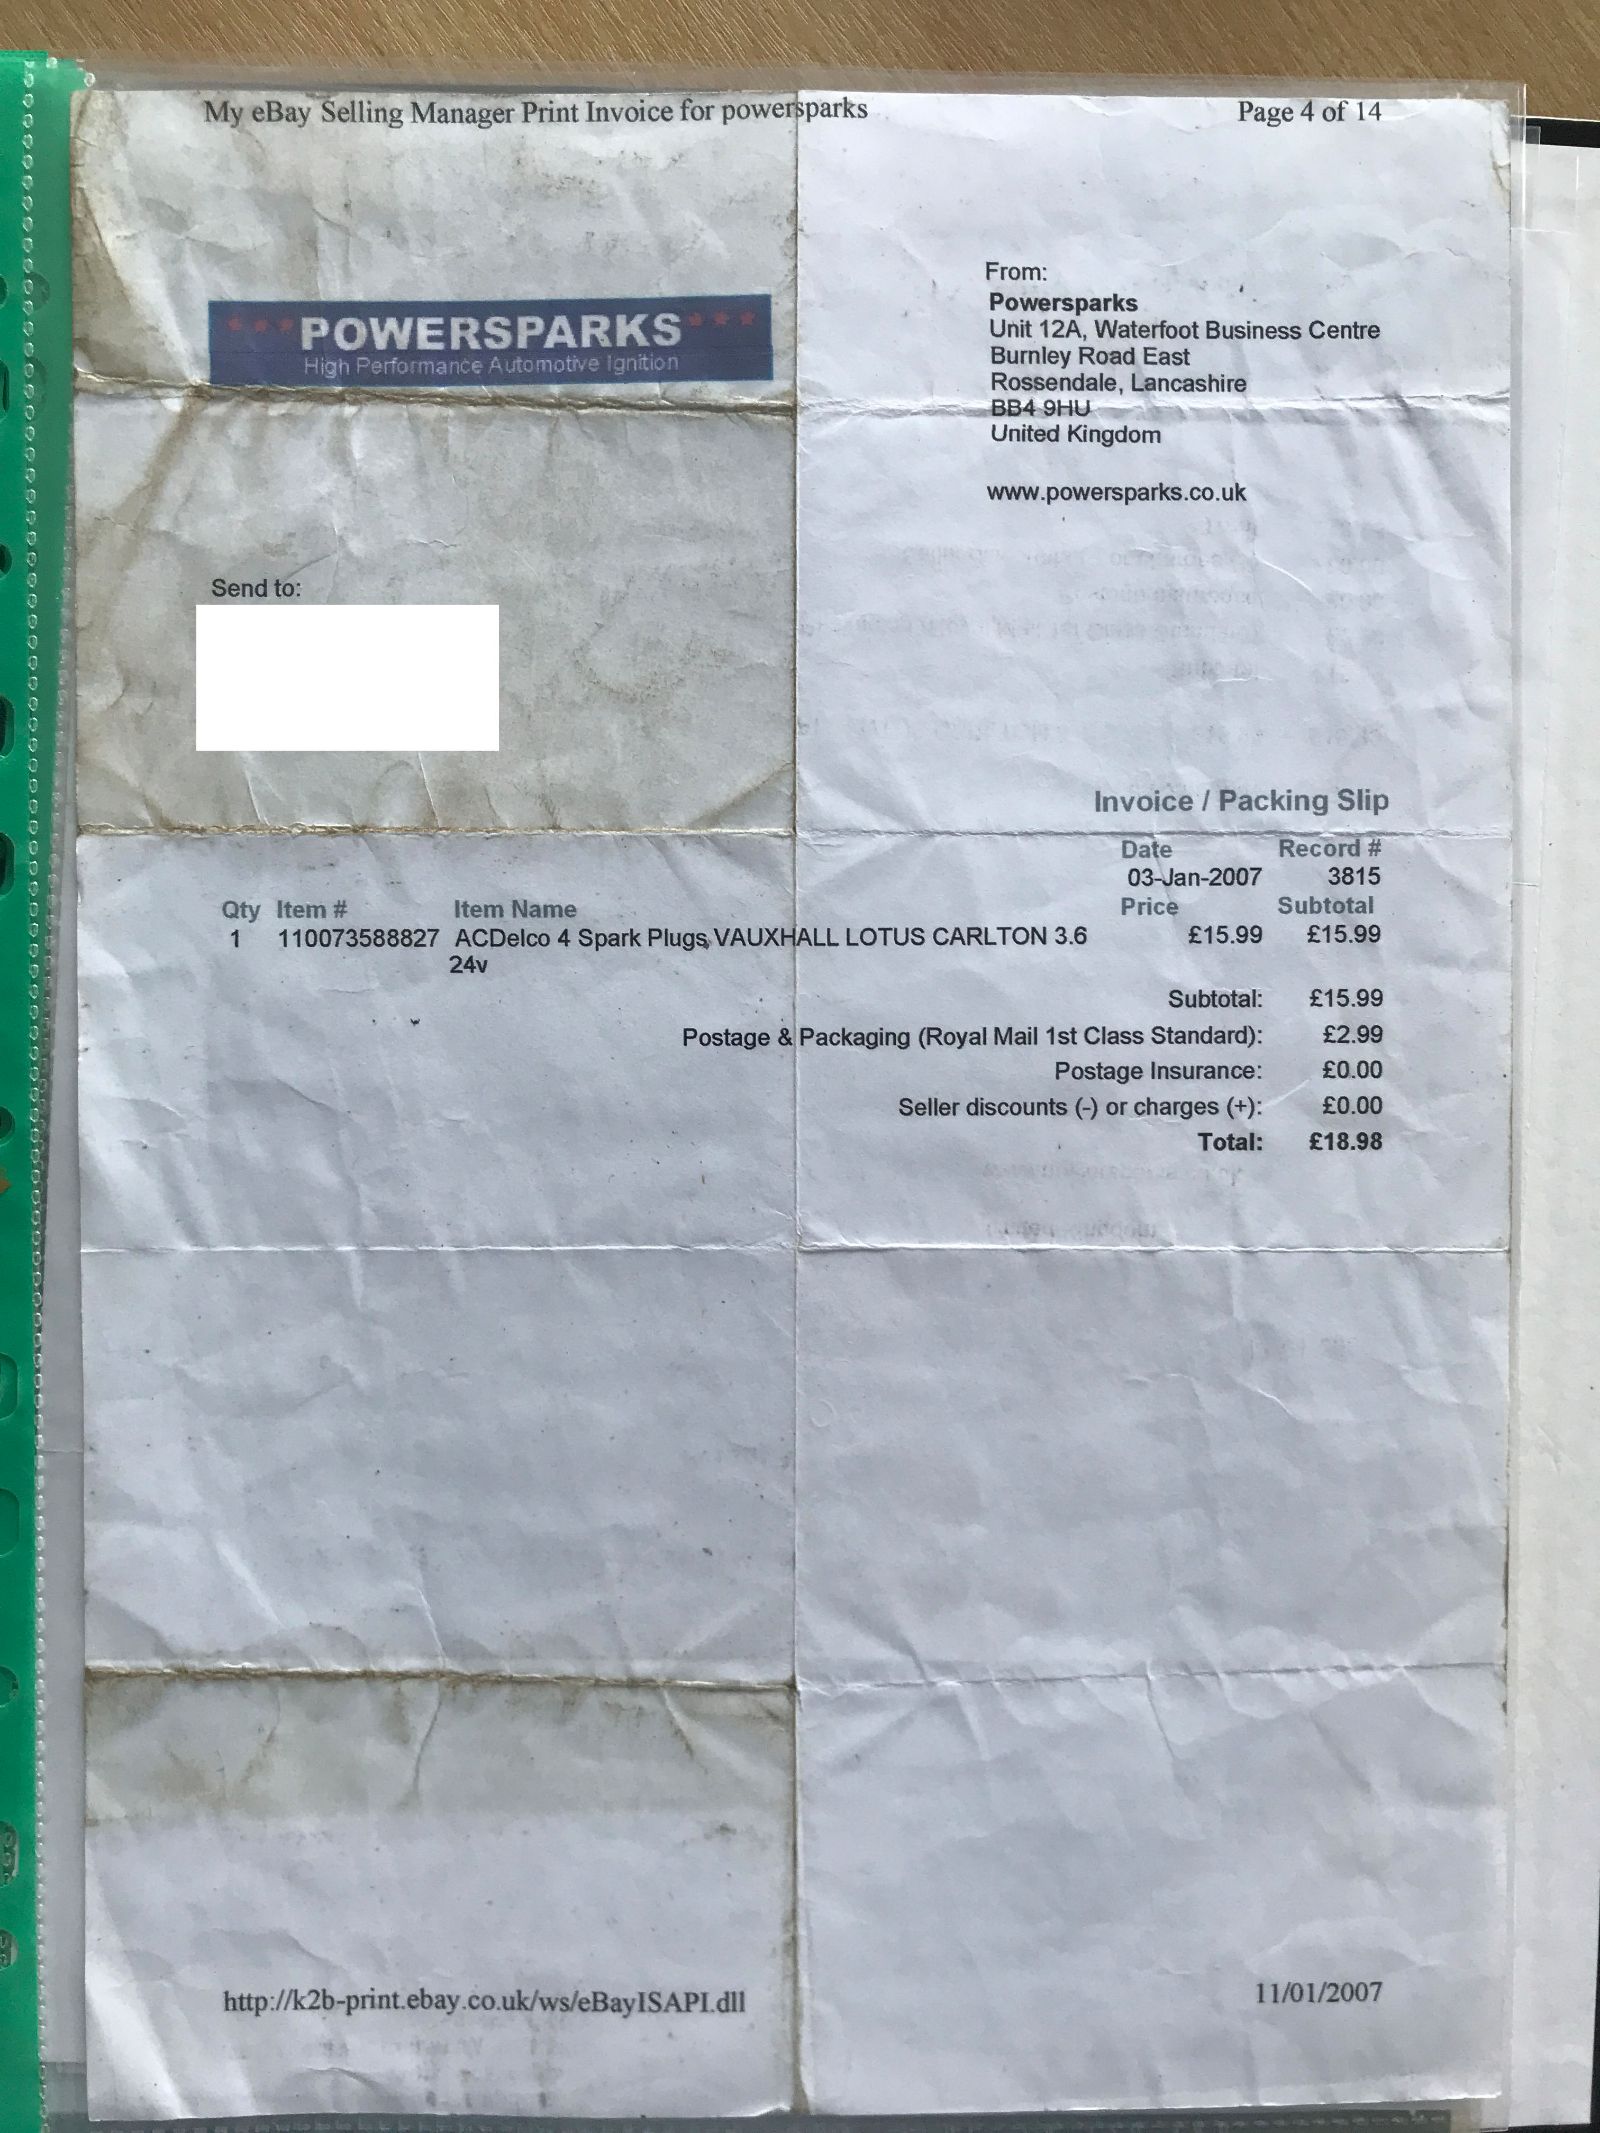 My eBay Selling Manager Print Invoice for powersparks
Page 4 of 14
POWERSPARKS
High Performance Automotive Ignition
From:
Powersparks
Unit 12A, Waterfoot Business Centre
Burnley Road East
Rossendale, Lancashire
BB4 9HU
United Kingdom
www.powersparks.co.uk
Send to:
Invoice / Packing Slip
Date Record #
03-Jan-2007 3815
Qty Item # Item Name Price Subtotal
1 110073588827 ACDelco 4 Spark Plugs,VAUXHALL LOTUS CARLTON 3.6 £15.99 £15.99
24v
Subtotal: £15.99
Postage & Packaging (Royal Mail 1st Class Standard): £2.99
Postage Insurance: £0.00
Seller discounts (-) or charges (+): £0.00
Total: £18.98
http://k2b-print.ebay.co.uk/ws/eBayISAPI.dll
11/01/2007